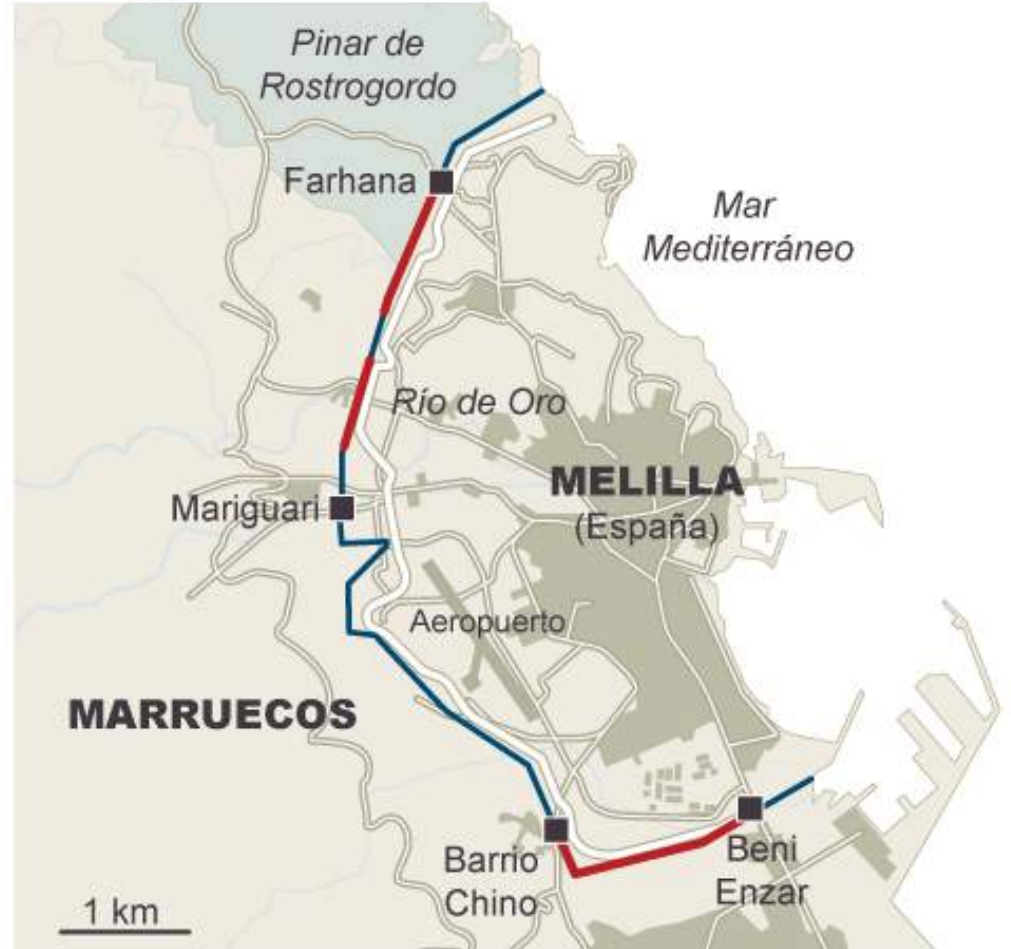 Pinar de
Rostrogordo
Farhana
Mar
Mediterráneo
Río de Oro
MELILLA
(España)
Mariguari
Aeropuerto
MARRUECOS
Barrio
Chino
Beni
Enzar
1 km